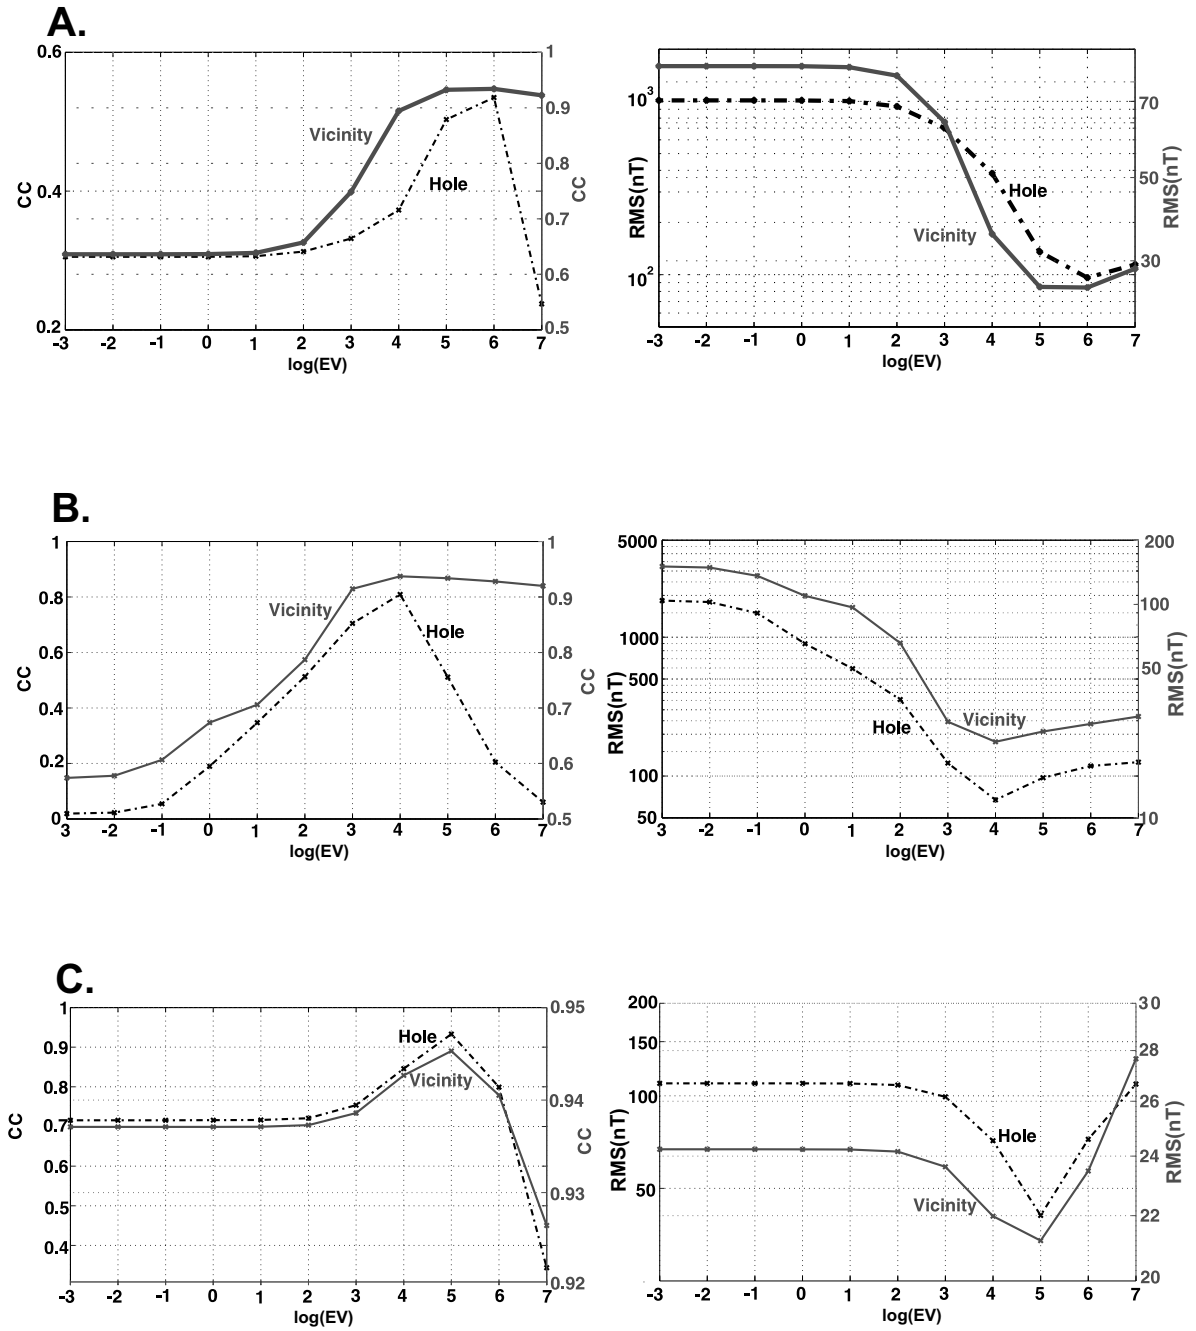 A.
0.6
0.4
0.2
CC
1
0.9
0.8
0.7
0.6
0.5
CC
Vicinity
Hole
-3 -2 -1 0 1 2 3 4 5 6 7
log(EV)
10^3
10^2
RMS(nT)
70
50
30
RMS(nT)
Hole
Vicinity
-3 -2 -1 0 1 2 3 4 5 6 7
log(EV)
B.
1
0.8
0.6
0.4
0.2
0
CC
1
0.9
0.8
0.7
0.6
0.5
CC
Vicinity
Hole
3 -2 -1 0 1 2 3 4 5 6 7
log(EV)
5000
1000
500
100
50
RMS(nT)
200
100
50
10
RMS(nT)
Vicinity
Hole
3 -2 -1 0 1 2 3 4 5 6 7
log(EV)
C.
1
0.9
0.8
0.7
0.6
0.5
0.4
CC
0.95
0.94
0.93
0.92
CC
Hole
Vicinity
-3 -2 -1 0 1 2 3 4 5 6 7
log(EV)
200
150
100
50
RMS(nT)
30
28
26
24
22
20
RMS(nT)
Hole
Vicinity
-3 -2 -1 0 1 2 3 4 5 6 7
log(EV)